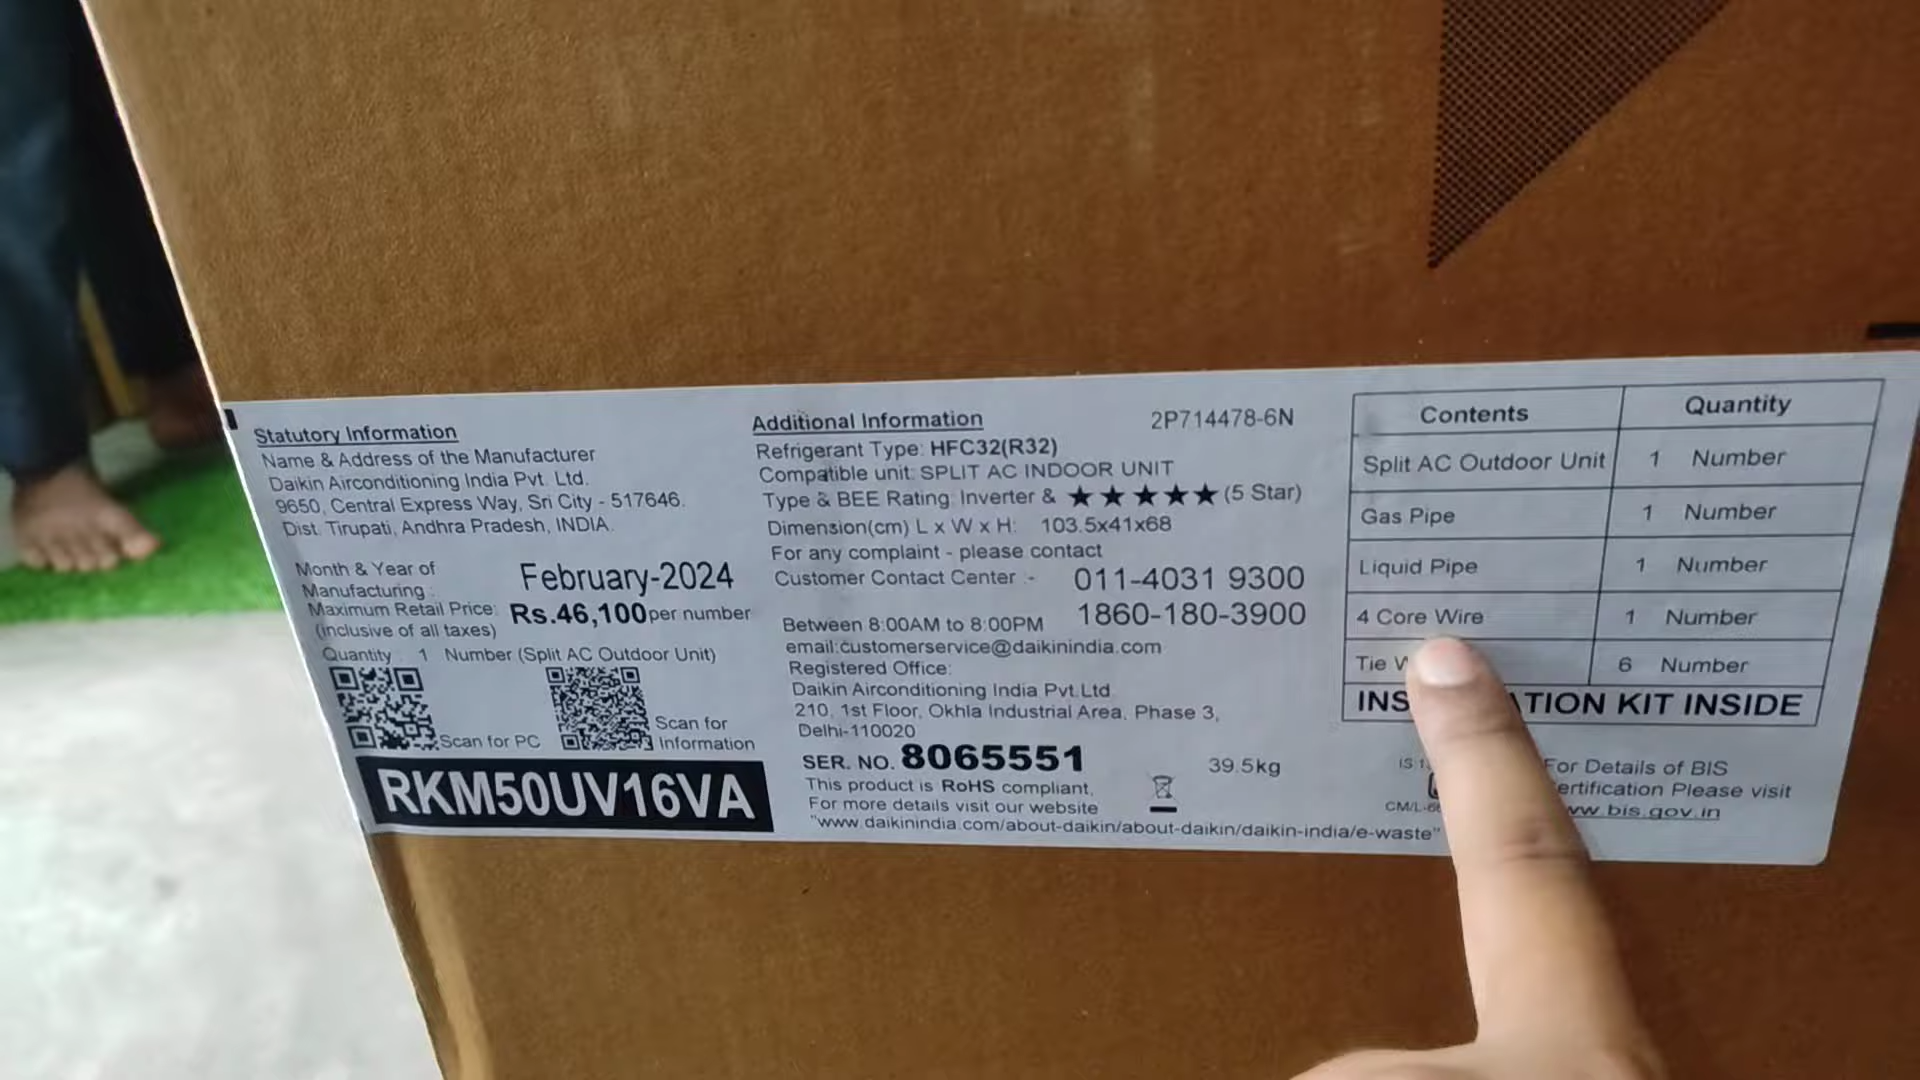 Statutory Information
Name & Address of the Manufacturer
Daikin Airconditioning India Pvt. Ltd.
9650, Central Express Way, Sri City - 517646.
Dist. Tirupati, Andhra Pradesh, INDIA.
Month & Year of
Manufacturing :
February-2024
Maximum Retail Price:
(inclusive of all taxes)
Rs.46,100 per number
Quantity : 1 Number (Split AC Outdoor Unit)
Scan for PC
Scan for
Information
RKM50UV16VA
Additional Information
2P714478-6N
Refrigerant Type: HFC32(R32)
Compatible unit: SPLIT AC INDOOR UNIT
Type & BEE Rating: Inverter & ★★★★★ (5 Star)
Dimension(cm) L x W x H: 103.5x41x68
For any complaint - please contact
Customer Contact Center :- 011-4031 9300
1860-180-3900
Between 8:00AM to 8:00PM
email:customerservice@daikinindia.com
Registered Office:
Daikin Airconditioning India Pvt.Ltd.
210, 1st Floor, Okhla Industrial Area, Phase 3,
Delhi-110020
SER. NO. 8065551
39.5kg
This product is RoHS compliant,
For more details visit our website
"www.daikinindia.com/about-daikin/about-daikin/daikin-india/e-waste"
Contents Quantity
Split AC Outdoor Unit 1 Number
Gas Pipe 1 Number
Liquid Pipe 1 Number
4 Core Wire 1 Number
Tie 6 Number
KIT INSIDE
IS
For Details of BIS
Please visit
www.bis.gov.in